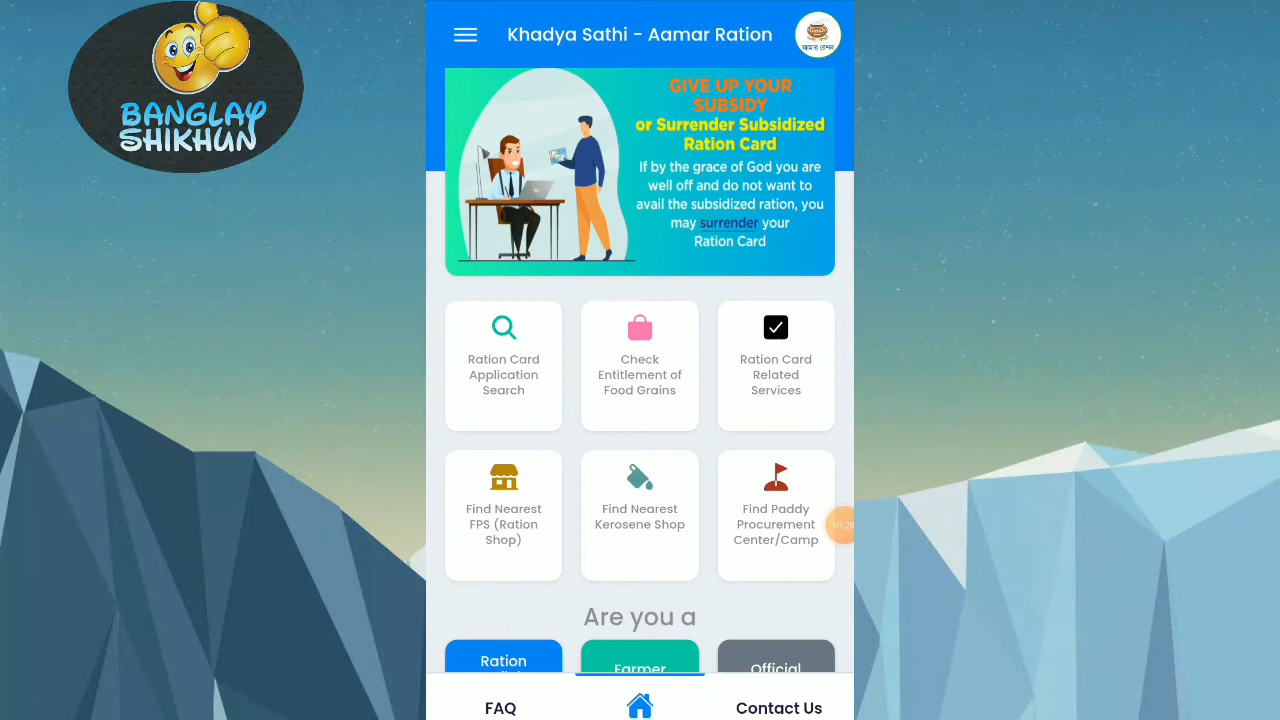 BANGLAY
SHIKHUN
Khadya Sathi - Aamar Ration
আমার রেশন
GIVE UP YOUR
SUBSIDY
or Surrender Subsidized
Ration Card
If by the grace of God you are
well off and do not want to
avail the subsidized ration, you
may surrender your
Ration Card
Ration Card
Application
Search
Check
Entitlement of
Food Grains
Ration Card
Related
Services
Find Nearest
FPS (Ration
Shop)
Find Nearest
Kerosene Shop
Find Paddy
Procurement
Center/Camp
Are you a
Ration
Farmer
Official
FAQ
Contact Us